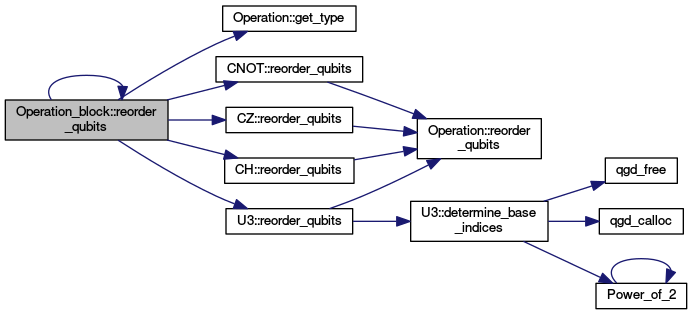 Operation::get_type
CNOT::reorder_qubits
Operation_block::reorder
_qubits
CZ::reorder_qubits
Operation::reorder
_qubits
CH::reorder_qubits
U3::reorder_qubits
U3::determine_base
_indices
qgd_free
qgd_calloc
Power_of_2